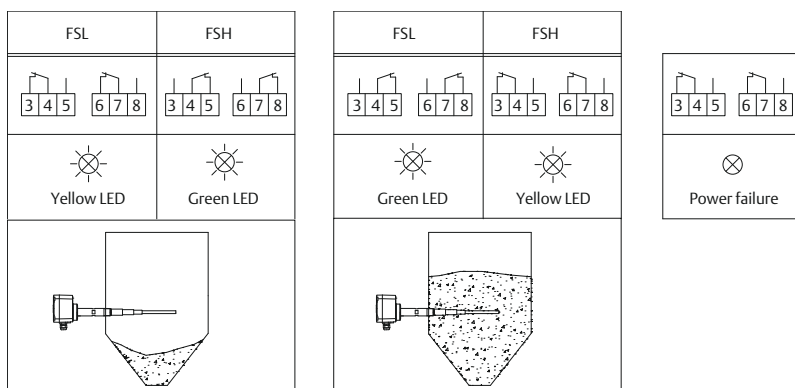 FSL FSH FSL FSH
3 4 5 6 7 8 3 4 5 6 7 8 3 4 5 6 7 8 3 4 5 6 7 8 3 4 5 6 7 8
Yellow LED Green LED Green LED Yellow LED Power failure